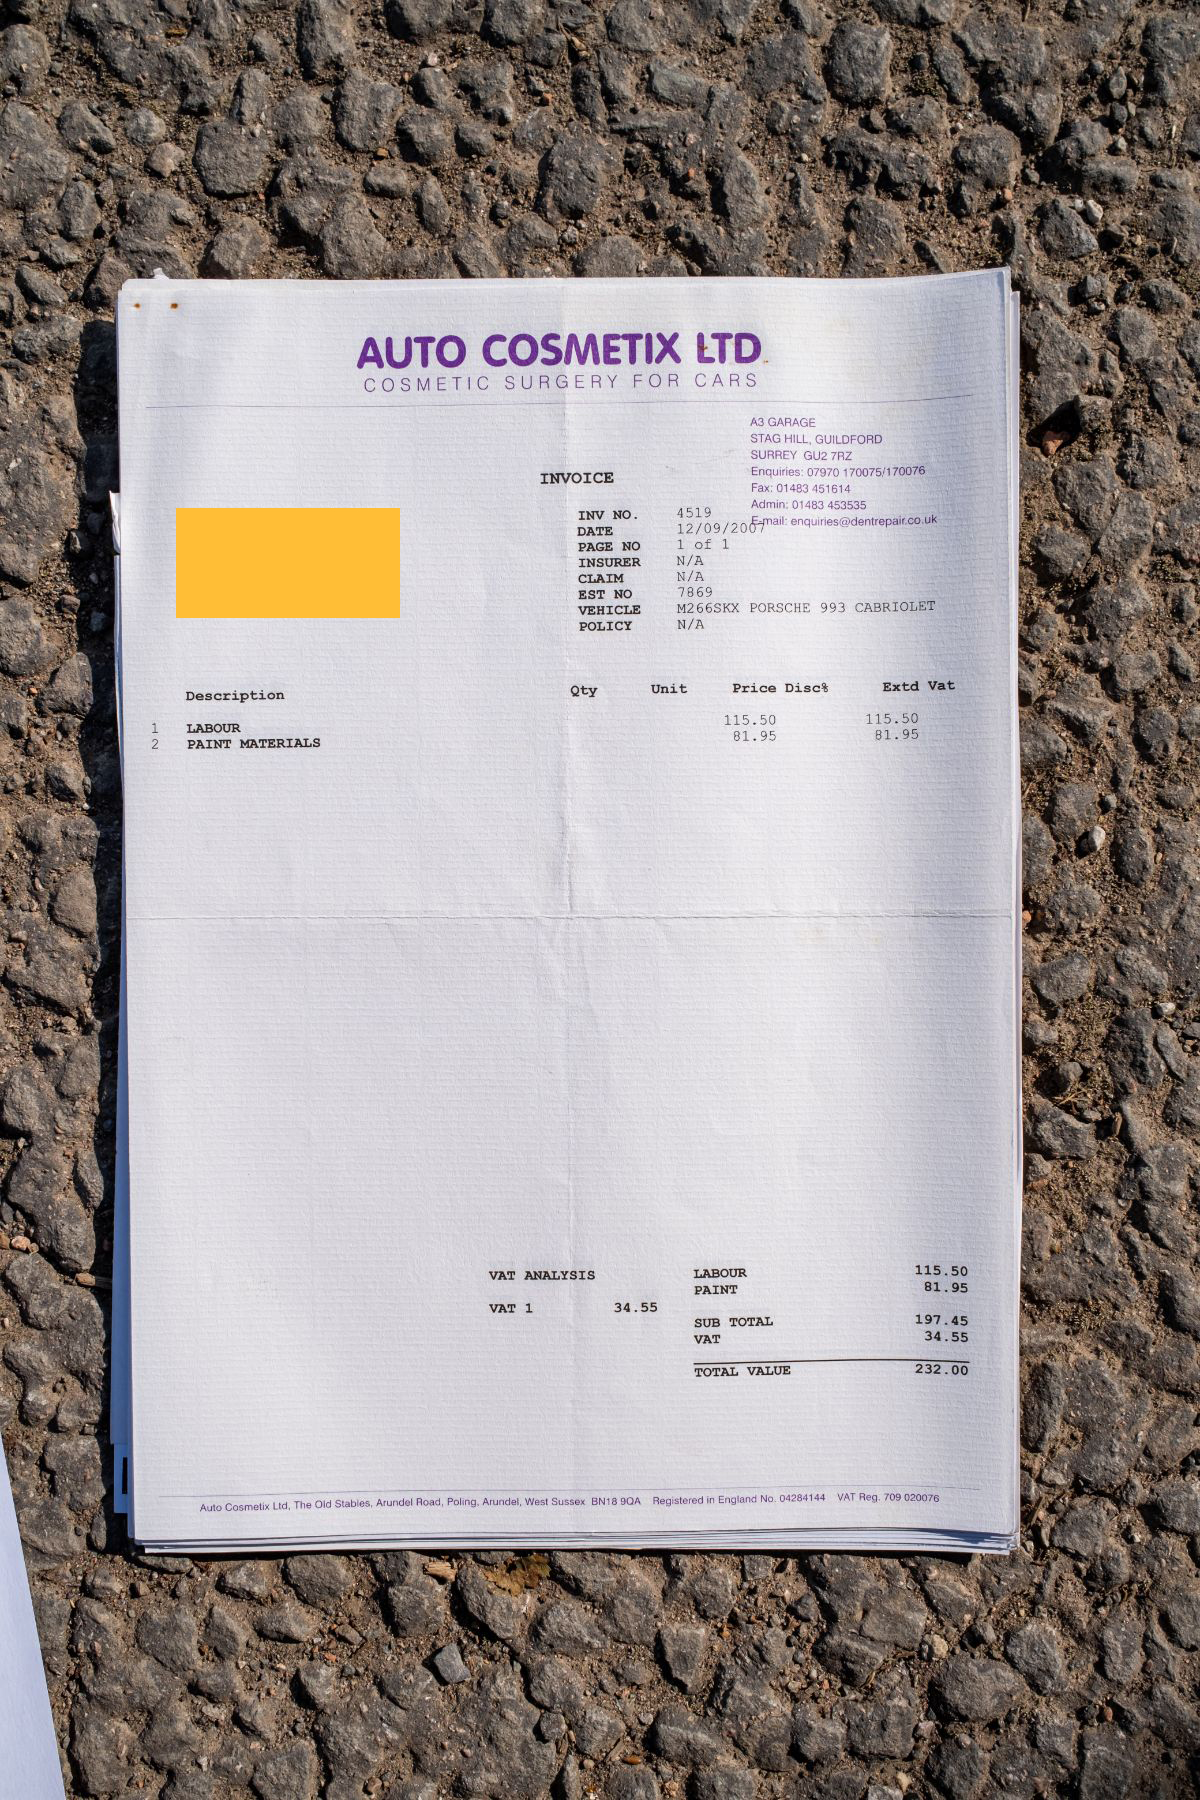 AUTO COSMETIX LTD
COSMETIC SURGERY FOR CARS
A3 GARAGE
STAG HILL, GUILDFORD
SURREY GU2 7RZ
Enquiries: 07970 170075/170076
Fax: 01483 451614
Admin: 01483 453535
E-mail: enquiries@dentrepair.co.uk
INVOICE
INV NO. 4519
DATE 12/09/2007
PAGE NO 1 of 1
INSURER N/A
CLAIM N/A
EST NO 7869
VEHICLE M266SKX PORSCHE 993 CABRIOLET
POLICY N/A
Description Qty Unit Price Disc% Extd Vat
1 LABOUR 115.50 115.50
2 PAINT MATERIALS 81.95 81.95
VAT ANALYSIS LABOUR 115.50
PAINT 81.95
VAT 1 34.55
SUB TOTAL 197.45
VAT 34.55
TOTAL VALUE 232.00
Auto Cosmetix Ltd, The Old Stables, Arundel Road, Poling, Arundel, West Sussex BN18 9QA Registered in England No. 04284144 VAT Reg. 709 020076